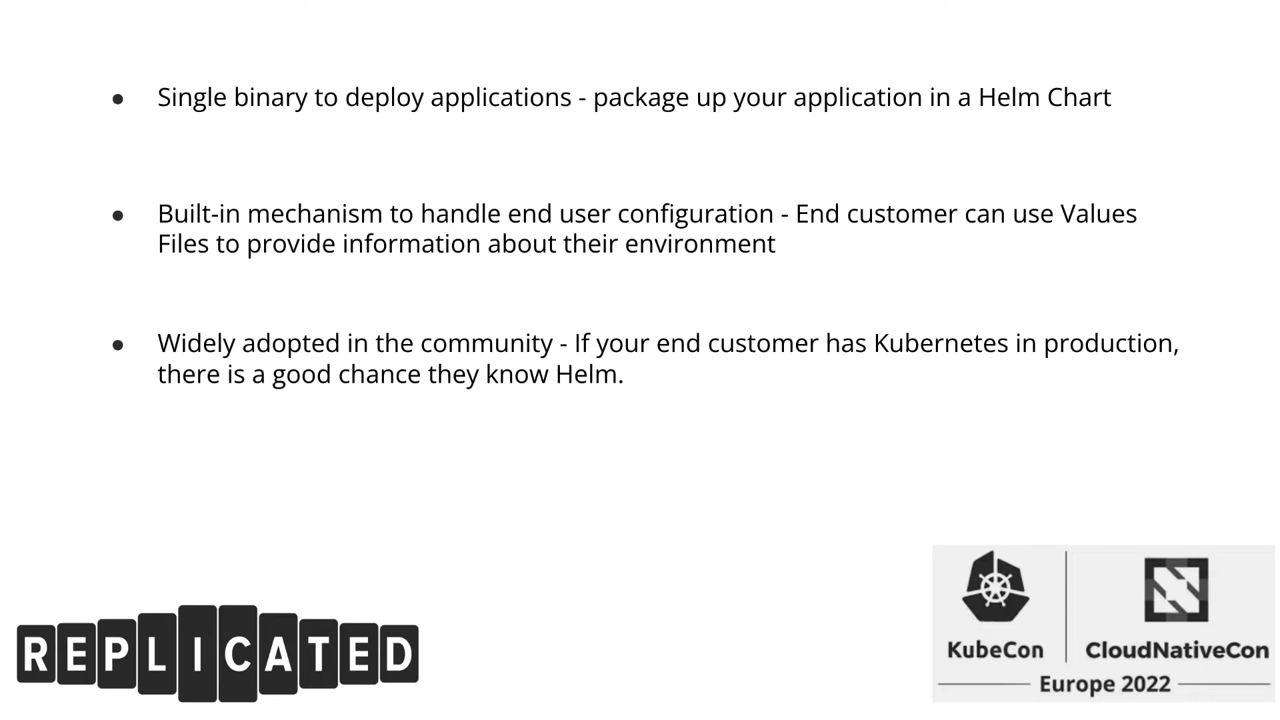 ● Single binary to deploy applications - package up your application in a Helm Chart
● Built-in mechanism to handle end user configuration - End customer can use Values
Files to provide information about their environment
● Widely adopted in the community - If your end customer has Kubernetes in production,
there is a good chance they know Helm.
REPLICATED
KubeCon
CloudNativeCon
Europe 2022